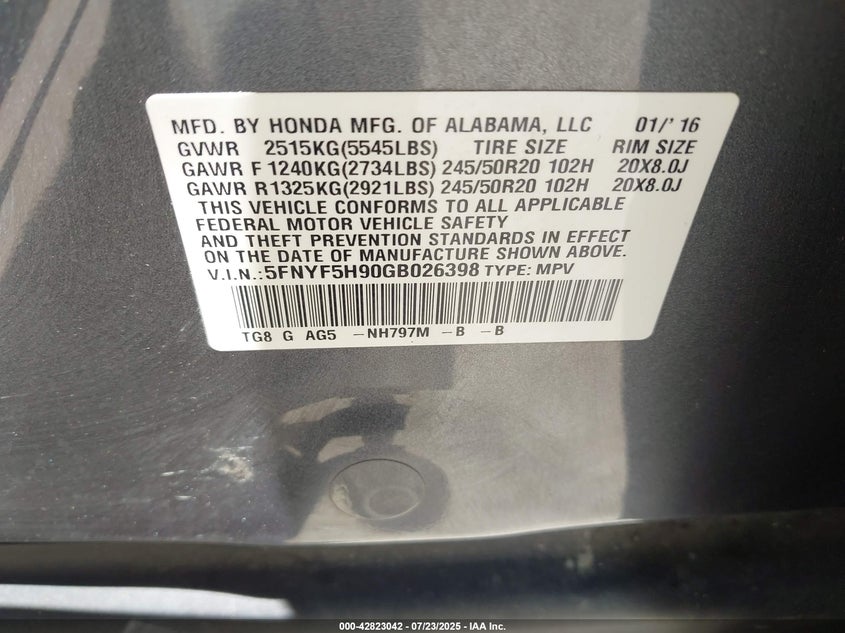 MFD. BY HONDA MFG. OF ALABAMA, LLC 01/' 16
GVWR 2515KG(5545LBS) TIRE SIZE RIM SIZE
GAWR F 1240KG(2734LBS) 245/50R20 102H 20X8.0J
GAWR R1325KG(2921LBS) 245/50R20 102H 20X8.0J
THIS VEHICLE CONFORMS TO ALL APPLICABLE
FEDERAL MOTOR VEHICLE SAFETY
AND THEFT PREVENTION STANDARDS IN EFFECT
ON THE DATE OF MANUFACTURE SHOWN ABOVE.
V.I.N.:5FNYF5H90GB026398 TYPE: MPV
TG8 G AG5 -NH797M -B -B
000-42823042 - 07/23/2025 - IAA Inc.